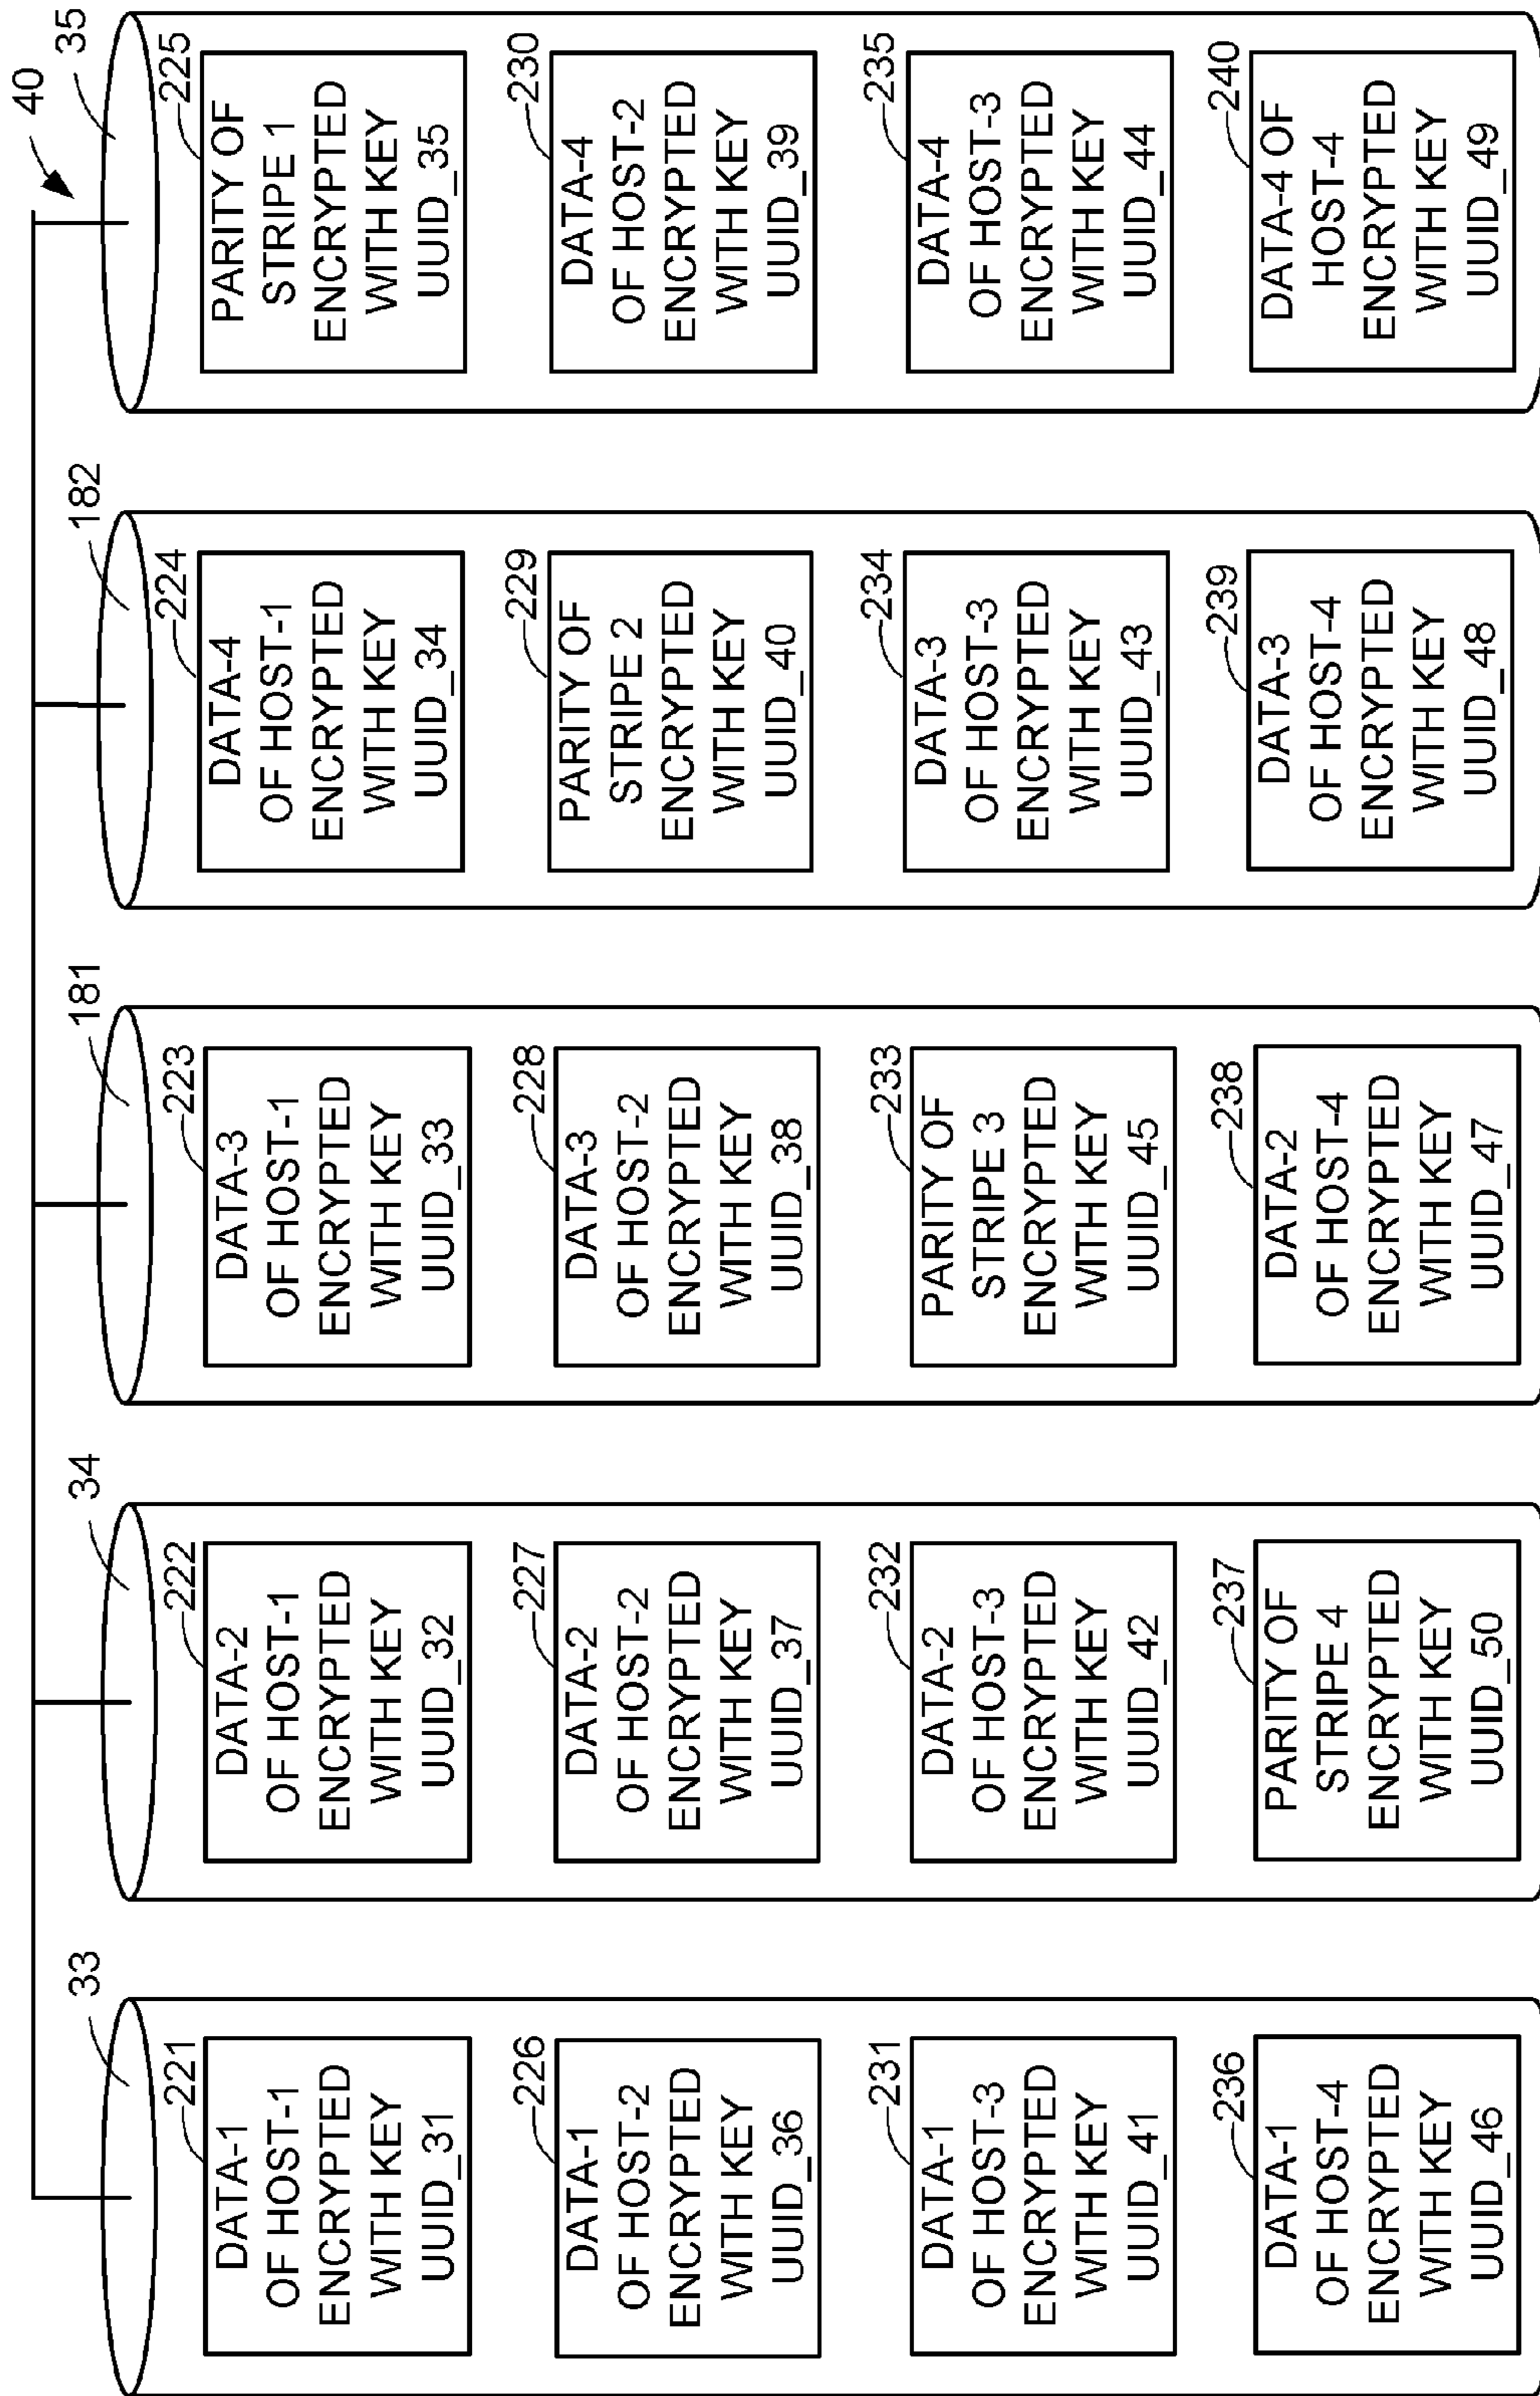 40
33
34
181
182
35
221
DATA-1
OF HOST-1
ENCRYPTED
WITH KEY
UUID_31
222
DATA-2
OF HOST-1
ENCRYPTED
WITH KEY
UUID_32
223
DATA-3
OF HOST-1
ENCRYPTED
WITH KEY
UUID_33
224
DATA-4
OF HOST-1
ENCRYPTED
WITH KEY
UUID_34
225
PARITY OF
STRIPE 1
ENCRYPTED
WITH KEY
UUID_35
226
DATA-1
OF HOST-2
ENCRYPTED
WITH KEY
UUID_36
227
DATA-2
OF HOST-2
ENCRYPTED
WITH KEY
UUID_37
228
DATA-3
OF HOST-2
ENCRYPTED
WITH KEY
UUID_38
229
PARITY OF
STRIPE 2
ENCRYPTED
WITH KEY
UUID_40
230
DATA-4
OF HOST-2
ENCRYPTED
WITH KEY
UUID_39
231
DATA-1
OF HOST-3
ENCRYPTED
WITH KEY
UUID_41
232
DATA-2
OF HOST-3
ENCRYPTED
WITH KEY
UUID_42
233
PARITY OF
STRIPE 3
ENCRYPTED
WITH KEY
UUID_45
234
DATA-3
OF HOST-3
ENCRYPTED
WITH KEY
UUID_43
235
DATA-4
OF HOST-3
ENCRYPTED
WITH KEY
UUID_44
236
DATA-1
OF HOST-4
ENCRYPTED
WITH KEY
UUID_46
237
PARITY OF
STRIPE 4
ENCRYPTED
WITH KEY
UUID_50
238
DATA-2
OF HOST-4
ENCRYPTED
WITH KEY
UUID_47
239
DATA-3
OF HOST-4
ENCRYPTED
WITH KEY
UUID_48
240
DATA-4 OF
HOST-4
ENCRYPTED
WITH KEY
UUID_49